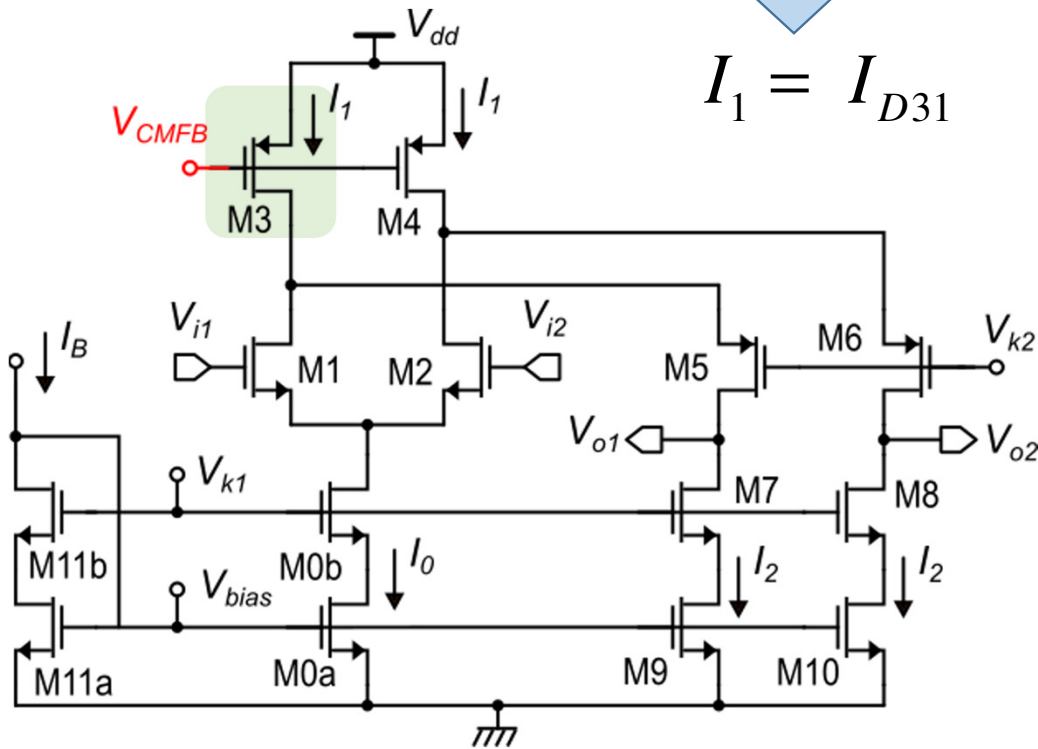 V_dd
I_1 = I_D31
I_1 I_1
V_CMFB
M3 M4
V_i1 V_i2
I_B M1 M2 M5 M6 V_k2
V_o1 V_o2
V_k1 M7 M8
M11b M0b I_0 I_2 I_2
V_bias
M11a M0a M9 M10